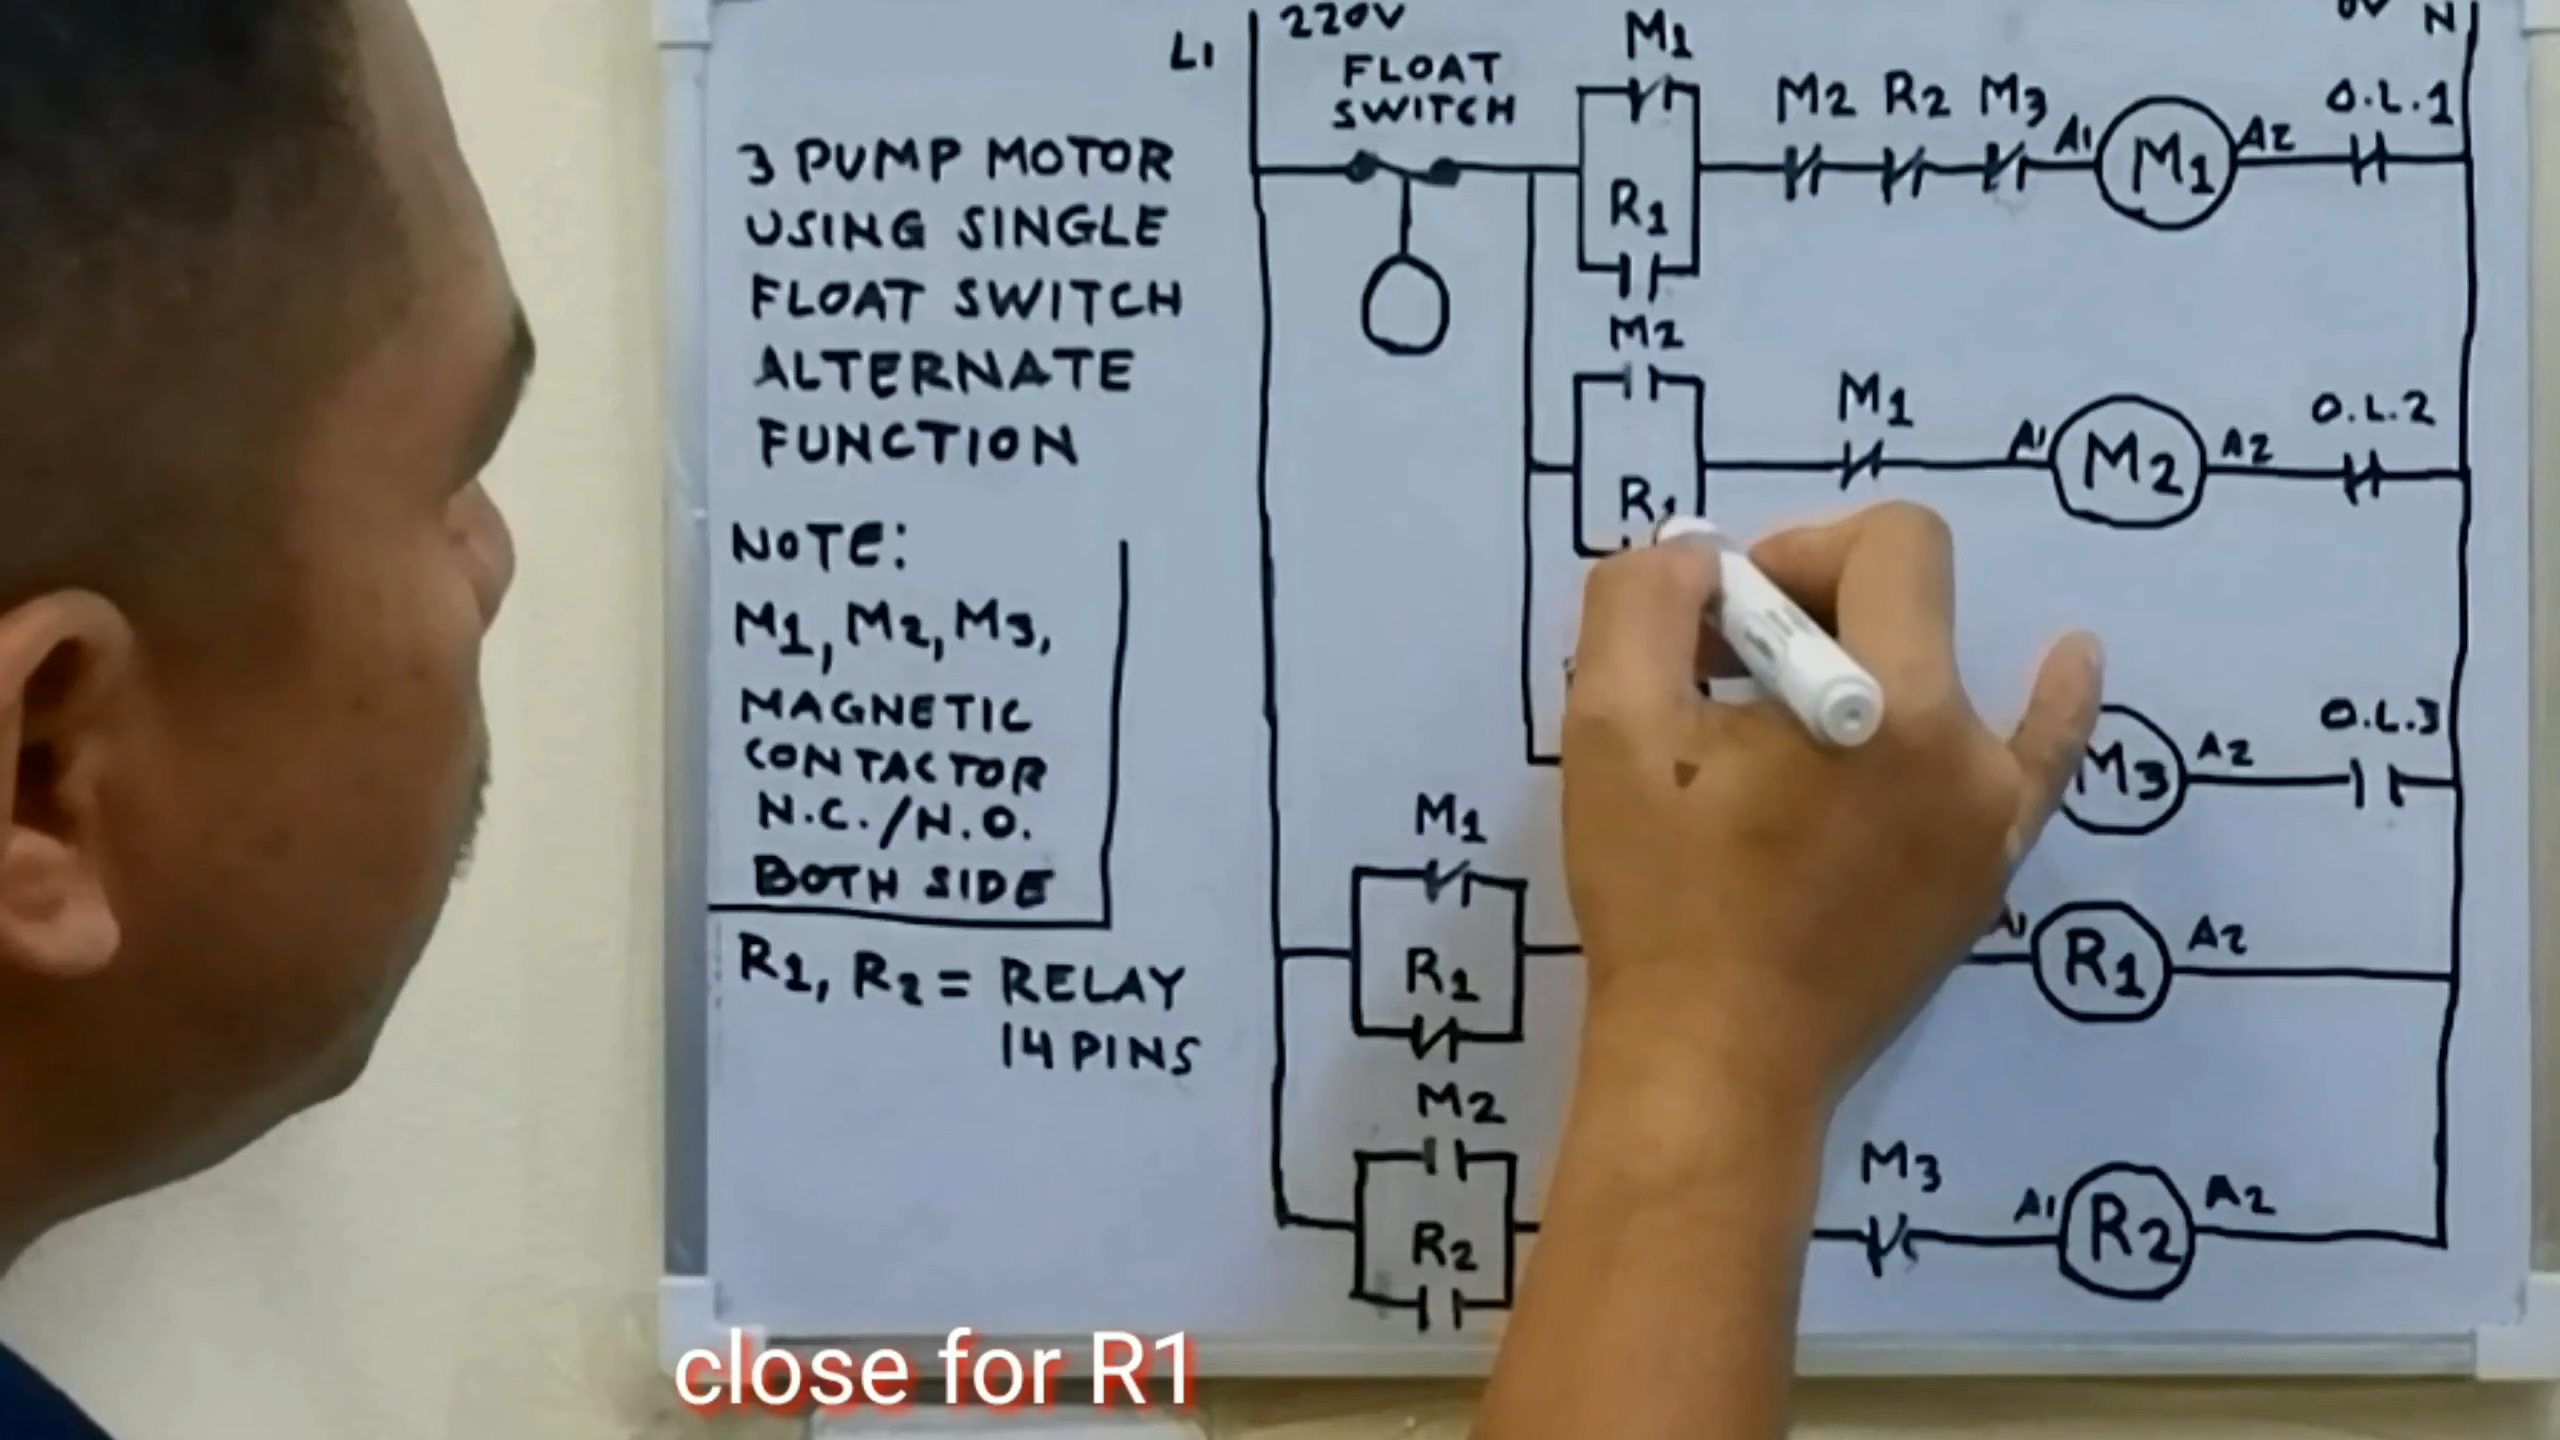 L1
220V
0V N
FLOAT
SWITCH
3 PUMP MOTOR
USING SINGLE
FLOAT SWITCH
ALTERNATE
FUNCTION
NOTE:
M1, M2, M3,
MAGNETIC
CONTACTOR
N.C./N.O.
BOTH SIDE
R1, R2 = RELAY
14 PINS
M1
R1
M2 R2 M3 A1 M1 A2 O.L.1
M2
R1
M1 A1 M2 A2 O.L.2
M3 A2 O.L.3
M1
R1
A1 R1 A2
M2
R2
M3 A1 R2 A2
close for R1